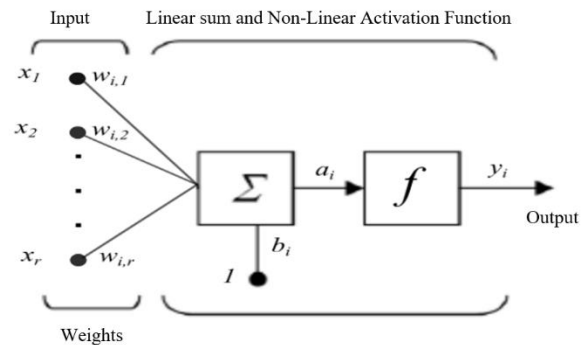 Input
Linear sum and Non-Linear Activation Function
x1 wi,1
x2 wi,2
Σ ai f yi
Output
bi
xr wi,r
1
Weights